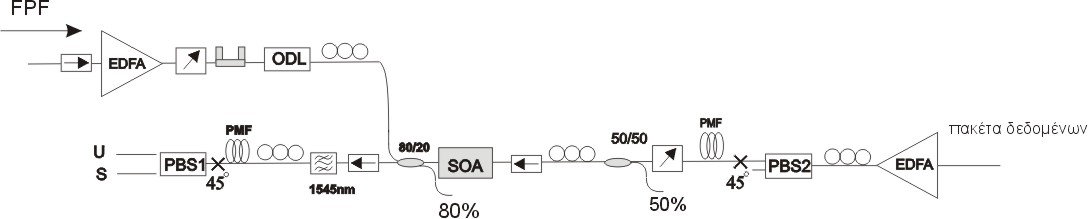 FPF
EDFA
ODL
PMF
80/20
50/50
PMF
πακέτα δεδομένων
U
S
PBS1
45°
1545nm
SOA
45°
PBS2
EDFA
80%
50%